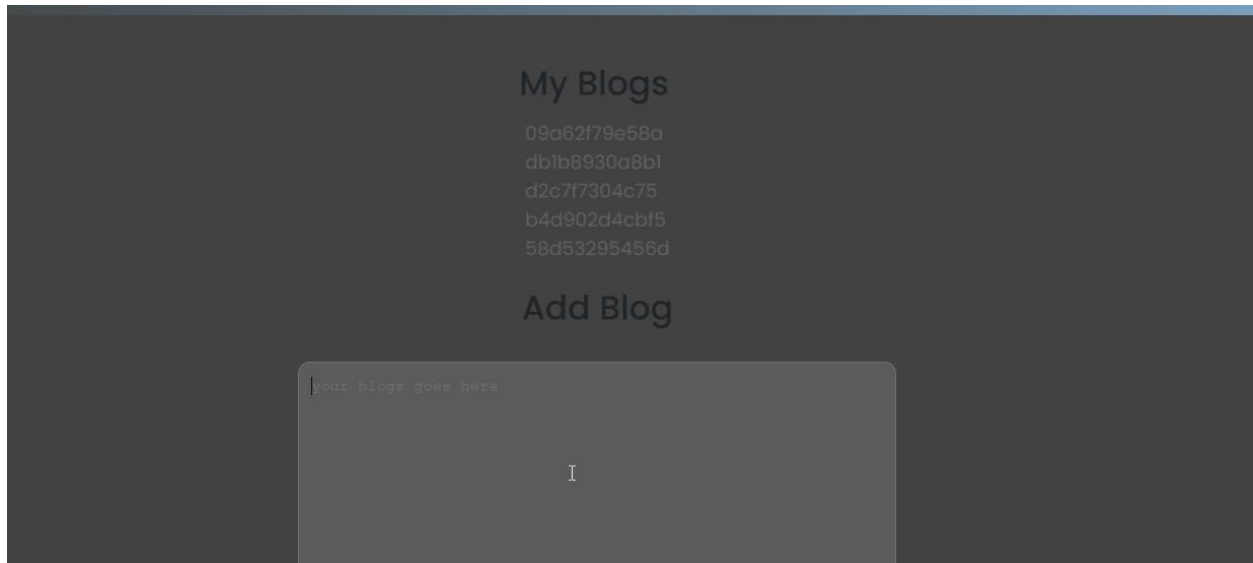 My Blogs
09a62f79e58a
db1b8930a8b1
d2c7f7304c75
b4d902d4cbf5
58d53295456d
Add Blog
your blogs goes here